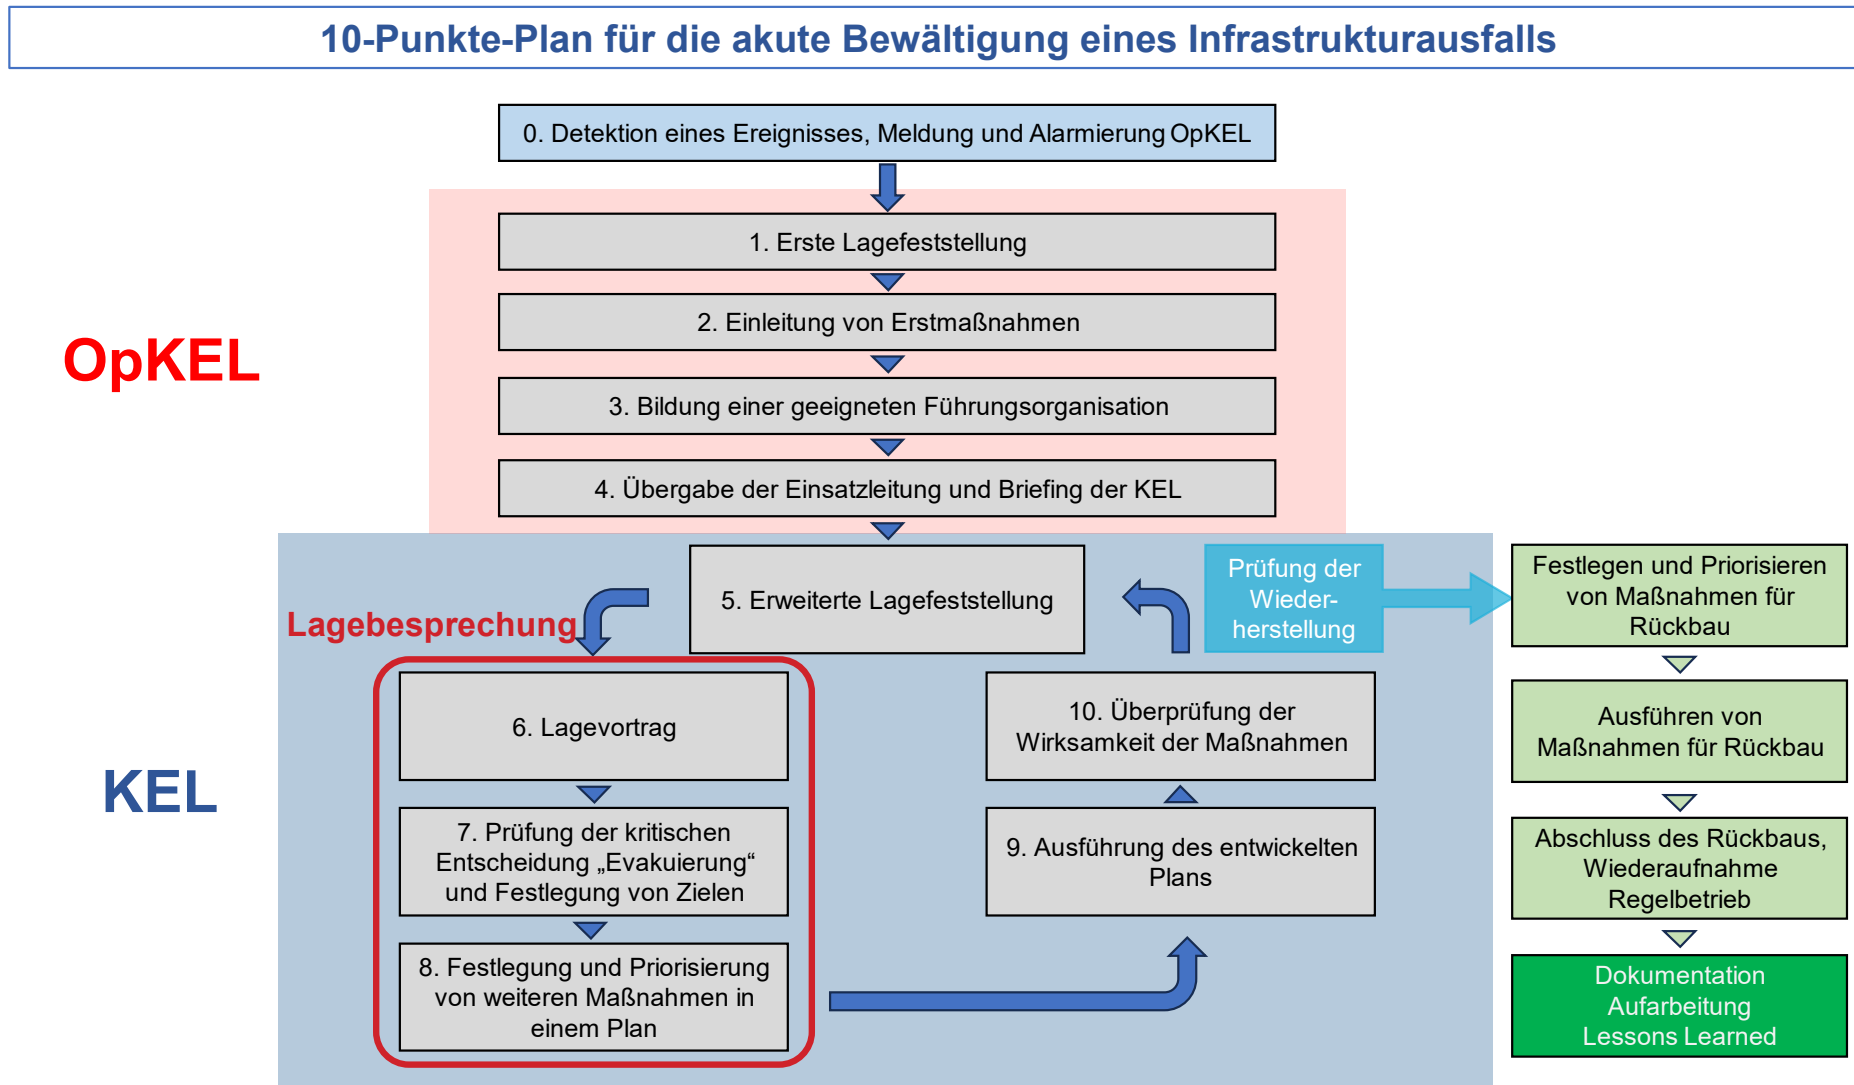 10-Punkte-Plan für die akute Bewältigung eines Infrastrukturausfalls
0. Detektion eines Ereignisses, Meldung und Alarmierung OpKEL
1. Erste Lagefeststellung
2. Einleitung von Erstmaßnahmen
OpKEL
3. Bildung einer geeigneten Führungsorganisation
4. Übergabe der Einsatzleitung und Briefing der KEL
5. Erweiterte Lagefeststellung
Prüfung der
Wieder-
herstellung
Festlegen und Priorisieren
von Maßnahmen für
Rückbau
Lagebesprechung
6. Lagevortrag
10. Überprüfung der
Wirksamkeit der Maßnahmen
Ausführen von
Maßnahmen für Rückbau
KEL
7. Prüfung der kritischen
Entscheidung „Evakuierung“
und Festlegung von Zielen
9. Ausführung des entwickelten
Plans
Abschluss des Rückbaus,
Wiederaufnahme
Regelbetrieb
8. Festlegung und Priorisierung
von weiteren Maßnahmen in
einem Plan
Dokumentation
Aufarbeitung
Lessons Learned